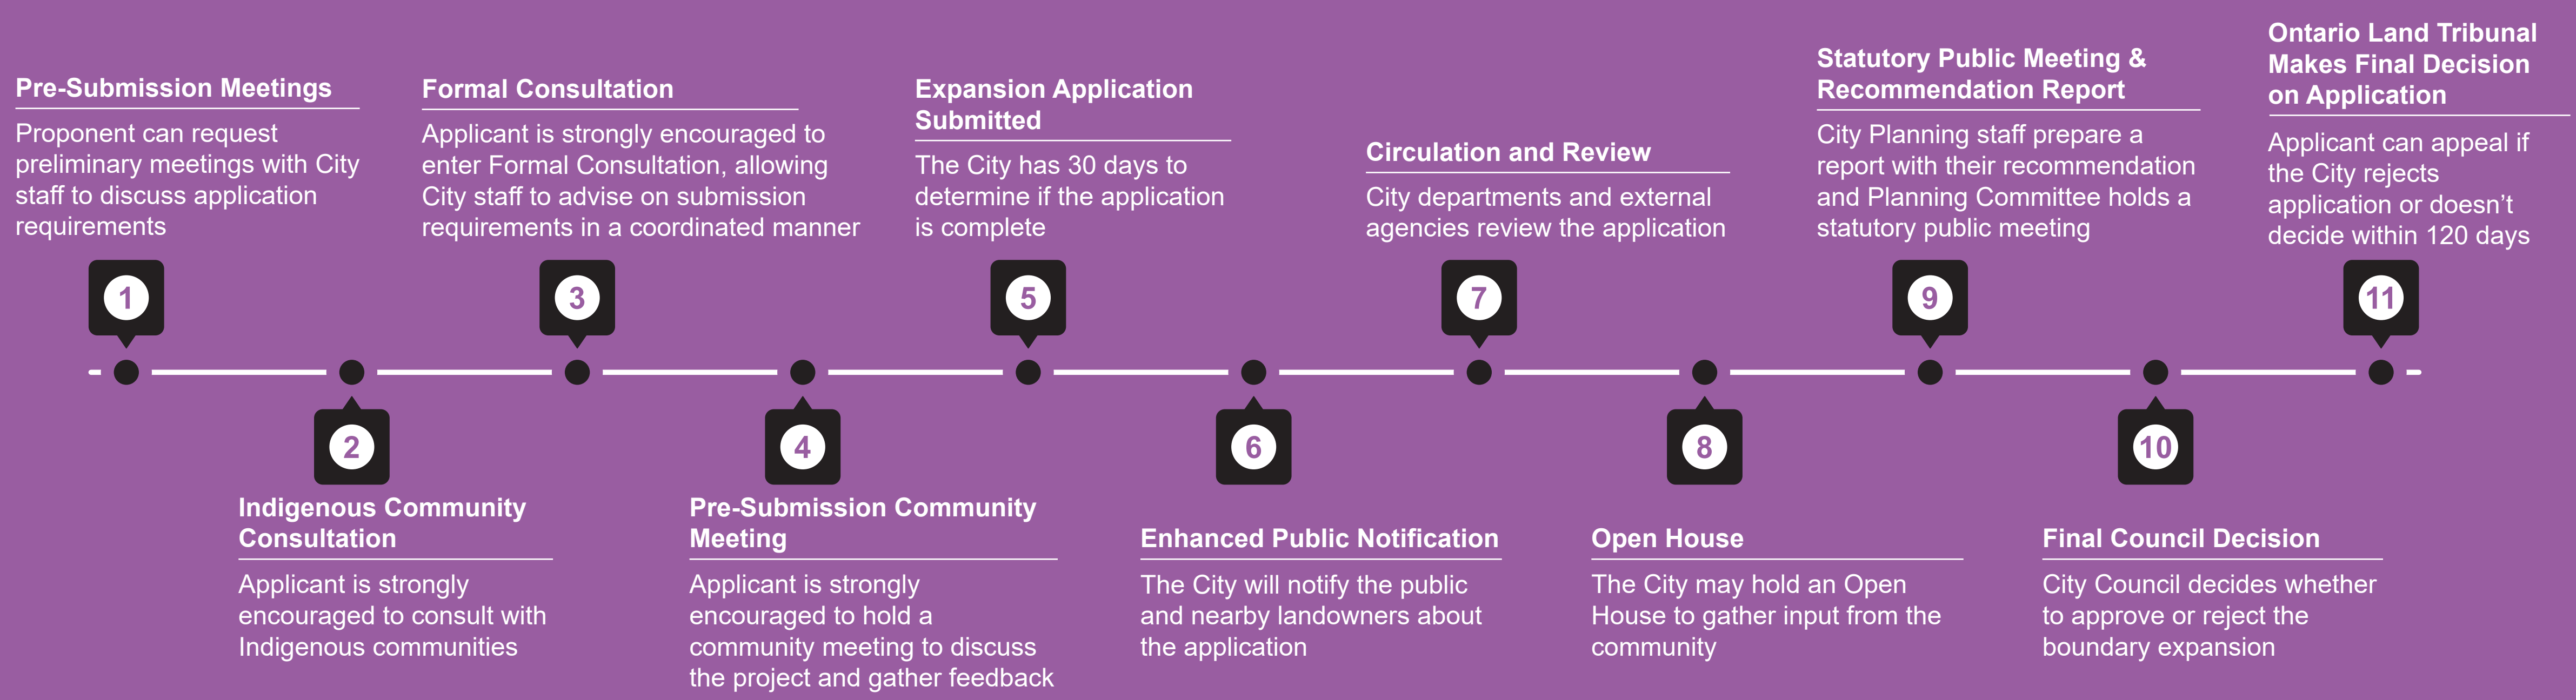 Pre-Submission Meetings
Proponent can request
preliminary meetings with City
staff to discuss application
requirements
1
2
Indigenous Community
Consultation
Applicant is strongly
encouraged to consult with
Indigenous communities
Formal Consultation
Applicant is strongly encouraged to
enter Formal Consultation, allowing
City staff to advise on submission
requirements in a coordinated manner
3
4
Pre-Submission Community
Meeting
Applicant is strongly
encouraged to hold a
community meeting to discuss
the project and gather feedback
Expansion Application
Submitted
The City has 30 days to
determine if the application
is complete
5
6
Enhanced Public Notification
The City will notify the public
and nearby landowners about
the application
Circulation and Review
City departments and external
agencies review the application
7
8
Open House
The City may hold an Open
House to gather input from the
community
Statutory Public Meeting &
Recommendation Report
City Planning staff prepare a
report with their recommendation
and Planning Committee holds a
statutory public meeting
9
10
Final Council Decision
City Council decides whether
to approve or reject the
boundary expansion
Ontario Land Tribunal
Makes Final Decision
on Application
Applicant can appeal if
the City rejects
application or doesn’t
decide within 120 days
11